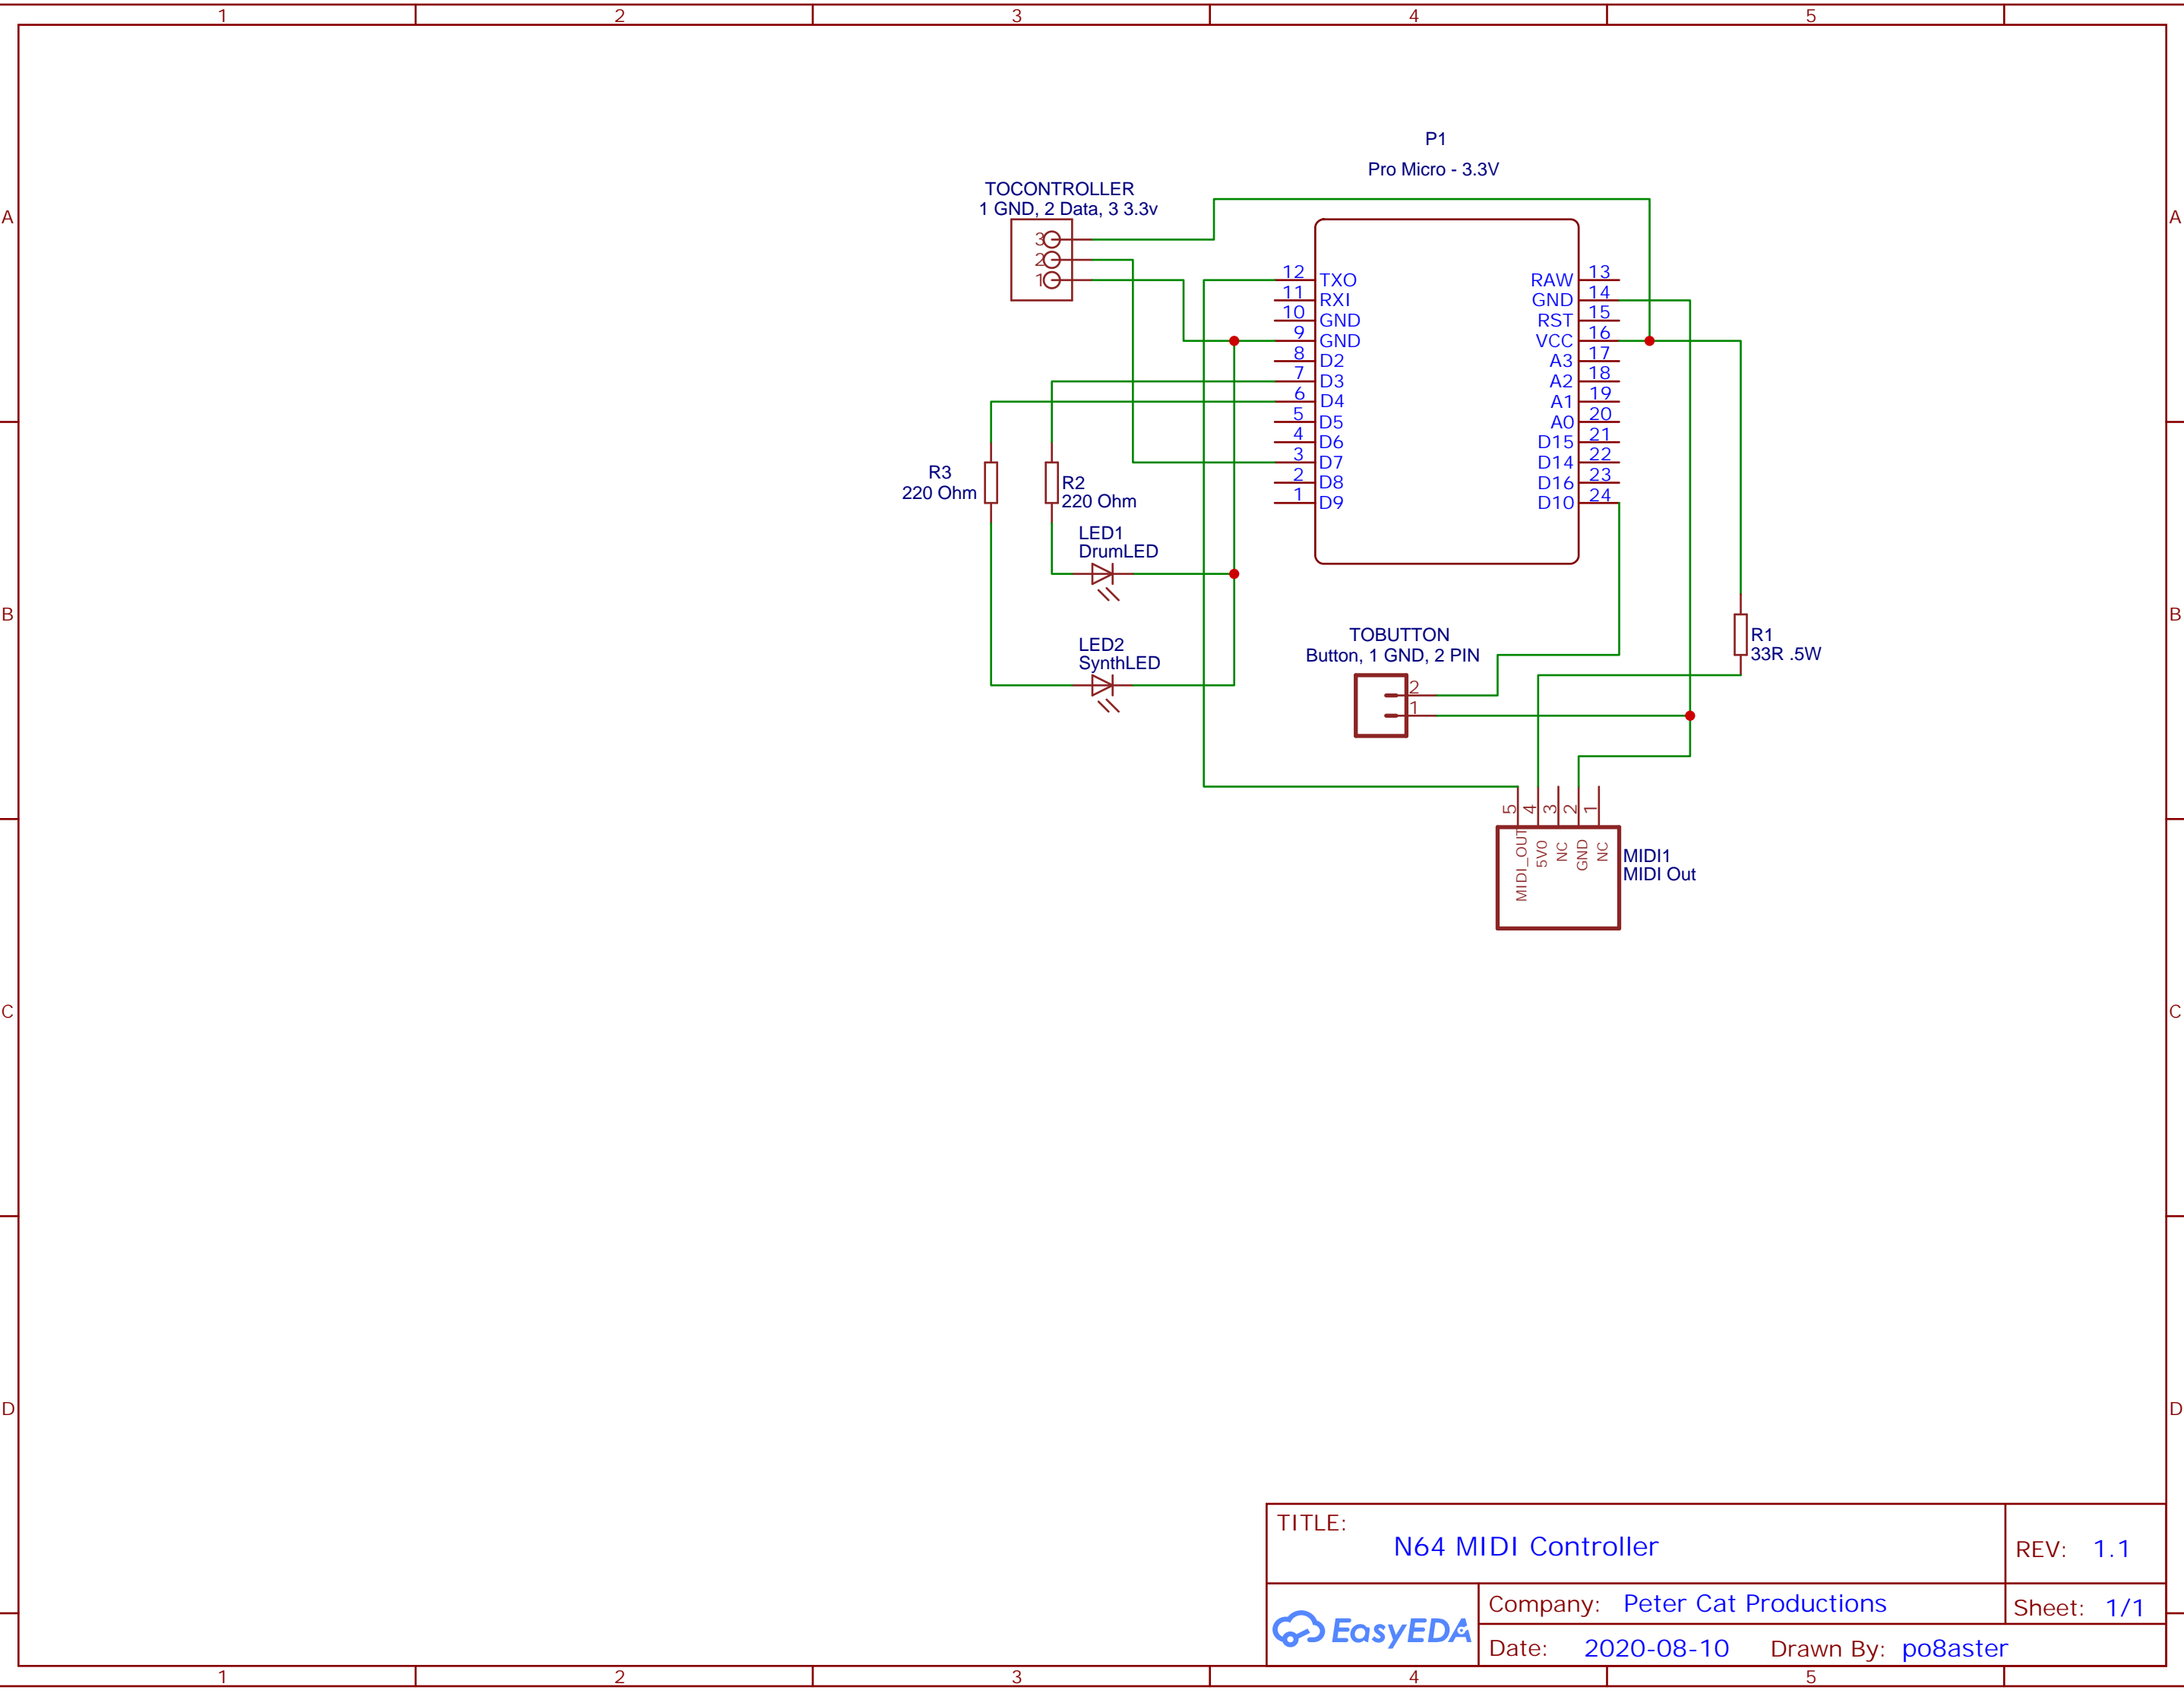 1 2 3 4 5
A A
B B
C C
D D
P1
Pro Micro - 3.3V
TOCONTROLLER
1 GND, 2 Data, 3 3.3v
3
2
1
12 TXO RAW 13
11 RXI GND 14
10 GND RST 15
9 GND VCC 16
8 D2 A3 17
7 D3 A2 18
6 D4 A1 19
5 D5 A0 20
4 D6 D15 21
3 D7 D14 22
2 D8 D16 23
1 D9 D10 24
R3
220 Ohm
R2
220 Ohm
LED1
DrumLED
LED2
SynthLED
TOBUTTON
Button, 1 GND, 2 PIN
2
1
R1
33R .5W
5 4 3 2 1
MIDI_OUT
5V0
NC
GND
NC
MIDI1
MIDI Out
TITLE:
N64 MIDI Controller
REV: 1.1
EasyEDA
Company: Peter Cat Productions
Sheet: 1/1
Date: 2020-08-10 Drawn By: po8aster
1 2 3 4 5